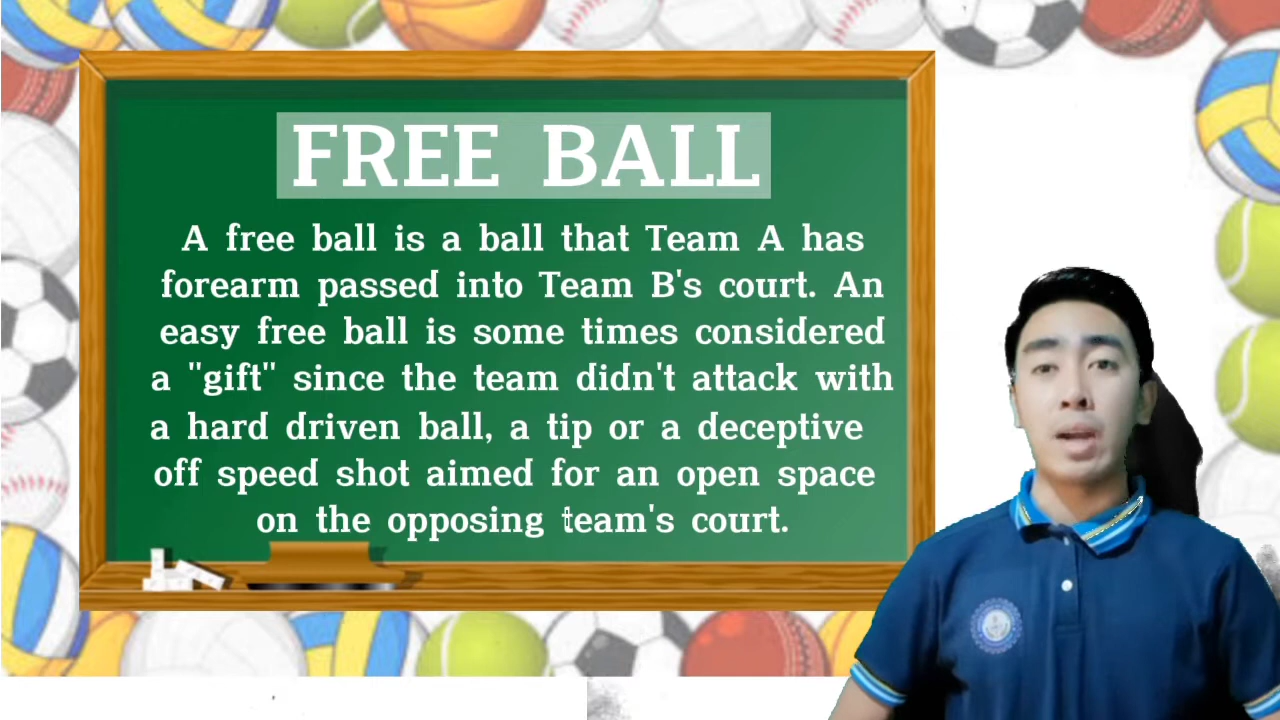 FREE BALL
A free ball is a ball that Team A has
forearm passed into Team B's court. An
easy free ball is some times considered
a "gift" since the team didn't attack with
a hard driven ball, a tip or a deceptive
off speed shot aimed for an open space
on the opposing team's court.